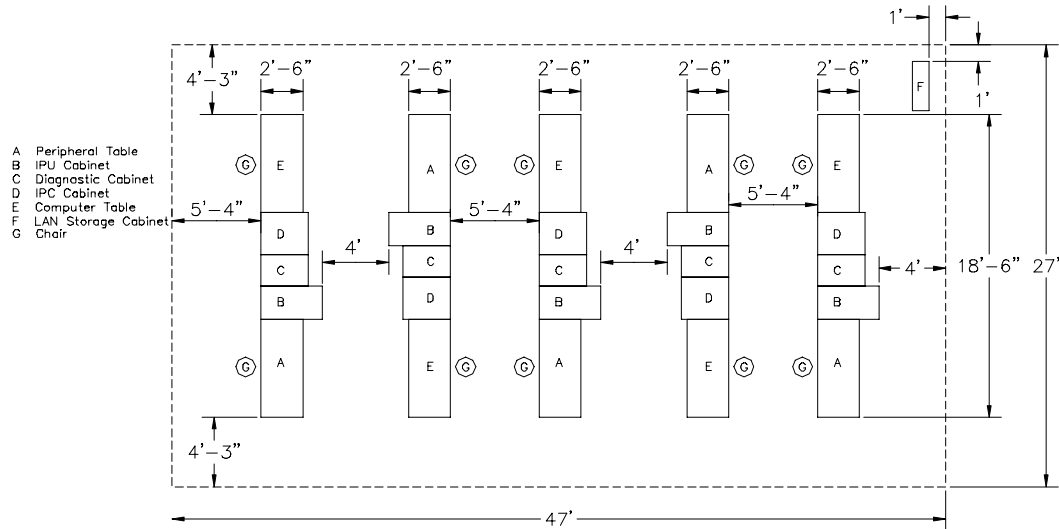 1'
4'-3"
2'-6"
2'-6"
2'-6"
2'-6"
2'-6"
F
1'
A Peripheral Table
B IPU Cabinet
C Diagnostic Cabinet
D IPC Cabinet
E Computer Table
F LAN Storage Cabinet
G Chair
G E A G G E A G G E
5'-4" 5'-4" 5'-4"
D B D B D
4' 4' 4' 18'-6" 27'
C C C C C
B D B D B
G A E G G A E G G A
4'-3"
47'